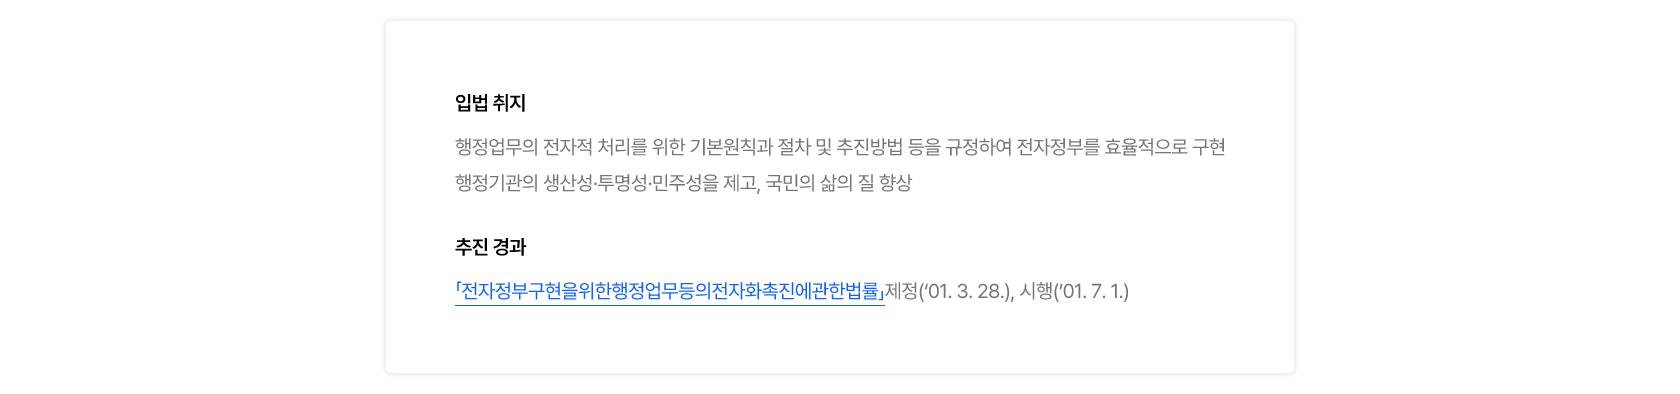 입법 취지
행정업무의 전자적 처리를 위한 기본원칙과 절차 및 추진방법 등을 규정하여 전자정부를 효율적으로 구현
행정기관의 생산성·투명성·민주성을 제고, 국민의 삶의 질 향상
추진 경과
「전자정부구현을위한행정업무등의전자화촉진에관한법률」제정(‘01. 3. 28.), 시행(’01. 7. 1.)